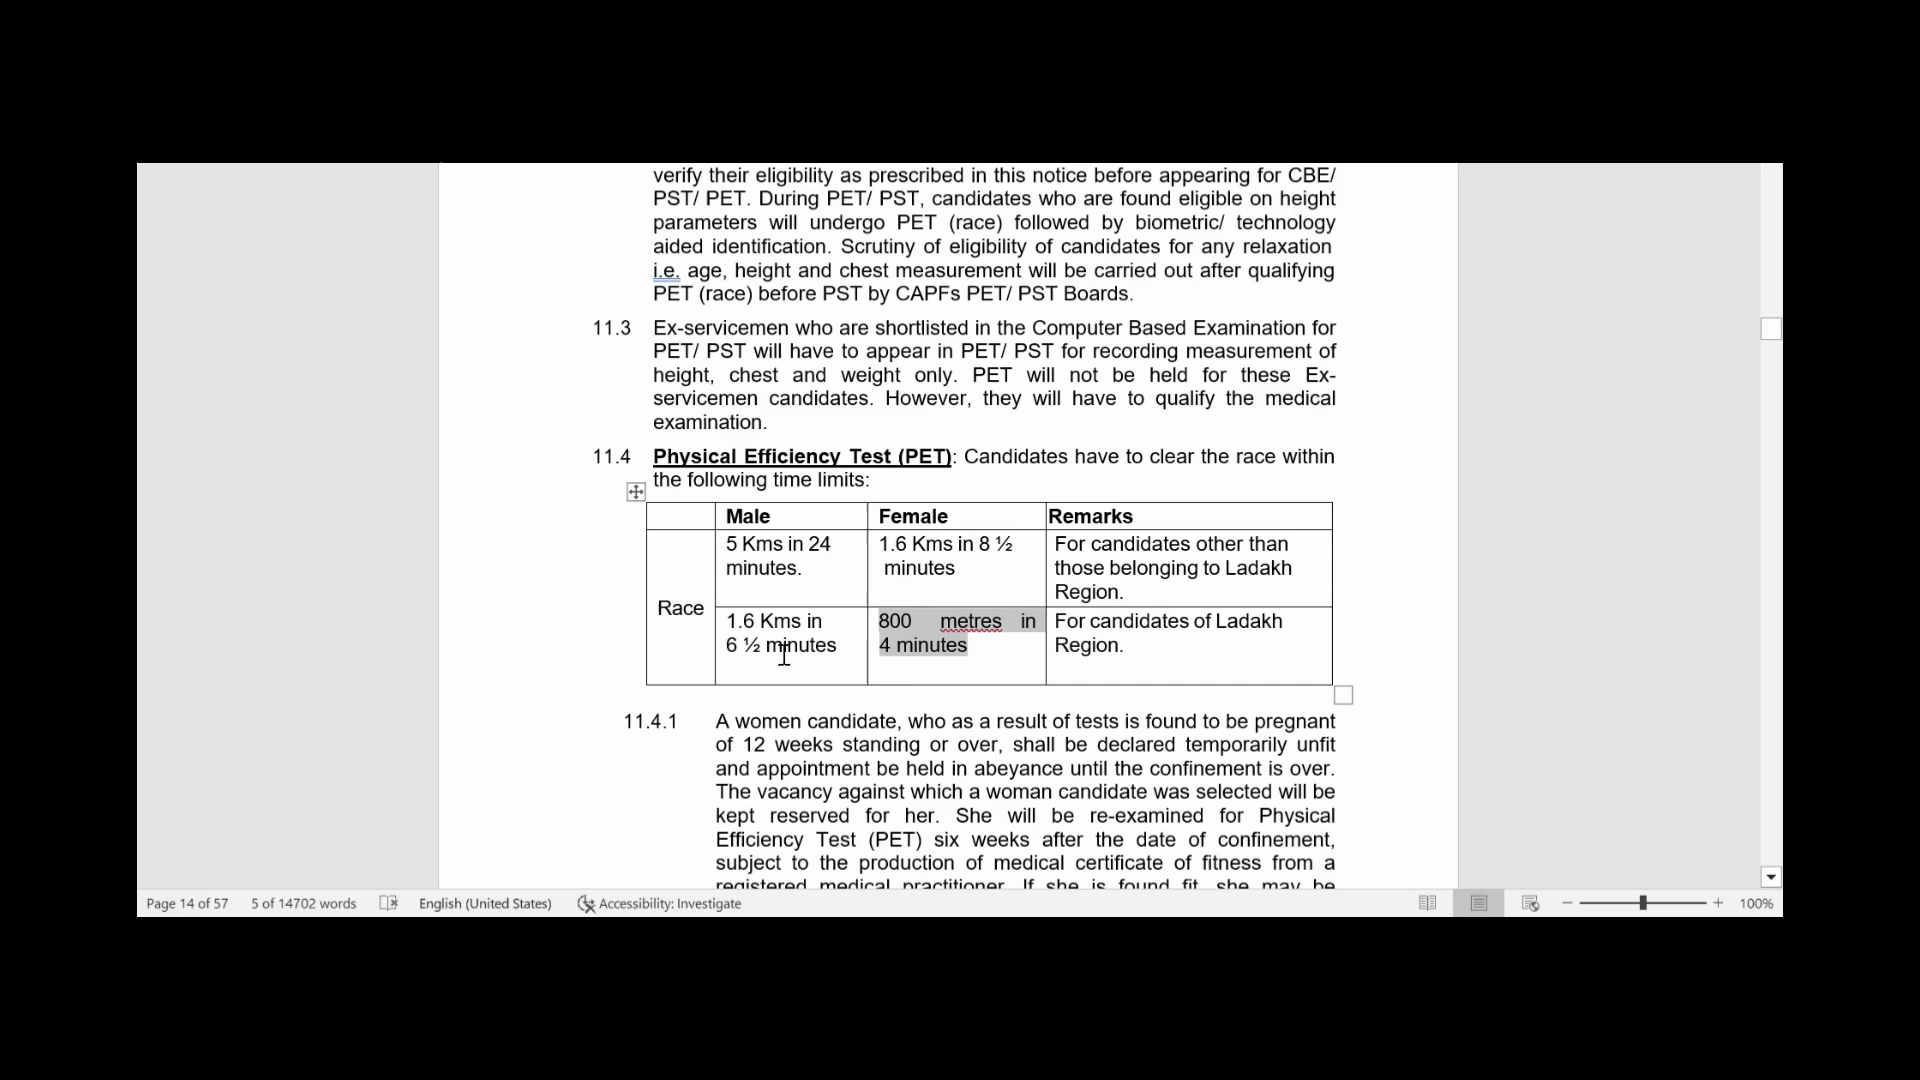 verify their eligibility as prescribed in this notice before appearing for CBE/
PST/ PET. During PET/ PST, candidates who are found eligible on height
parameters will undergo PET (race) followed by biometric/ technology
aided identification. Scrutiny of eligibility of candidates for any relaxation
i.e. age, height and chest measurement will be carried out after qualifying
PET (race) before PST by CAPFs PET/ PST Boards.
11.3 Ex-servicemen who are shortlisted in the Computer Based Examination for
PET/ PST will have to appear in PET/ PST for recording measurement of
height, chest and weight only. PET will not be held for these Ex-
servicemen candidates. However, they will have to qualify the medical
examination.
11.4 Physical Efficiency Test (PET): Candidates have to clear the race within
the following time limits:
Male Female Remarks
Race
5 Kms in 24
minutes.
1.6 Kms in 8 ½
minutes
For candidates other than
those belonging to Ladakh
Region.
1.6 Kms in
6 ½ minutes
800 metres in
4 minutes
For candidates of Ladakh
Region.
11.4.1 A women candidate, who as a result of tests is found to be pregnant
of 12 weeks standing or over, shall be declared temporarily unfit
and appointment be held in abeyance until the confinement is over.
The vacancy against which a woman candidate was selected will be
kept reserved for her. She will be re-examined for Physical
Efficiency Test (PET) six weeks after the date of confinement,
subject to the production of medical certificate of fitness from a
registered medical practitioner. If she is found fit, she may be
Page 14 of 57 5 of 14702 words English (United States) Accessibility: Investigate 100%